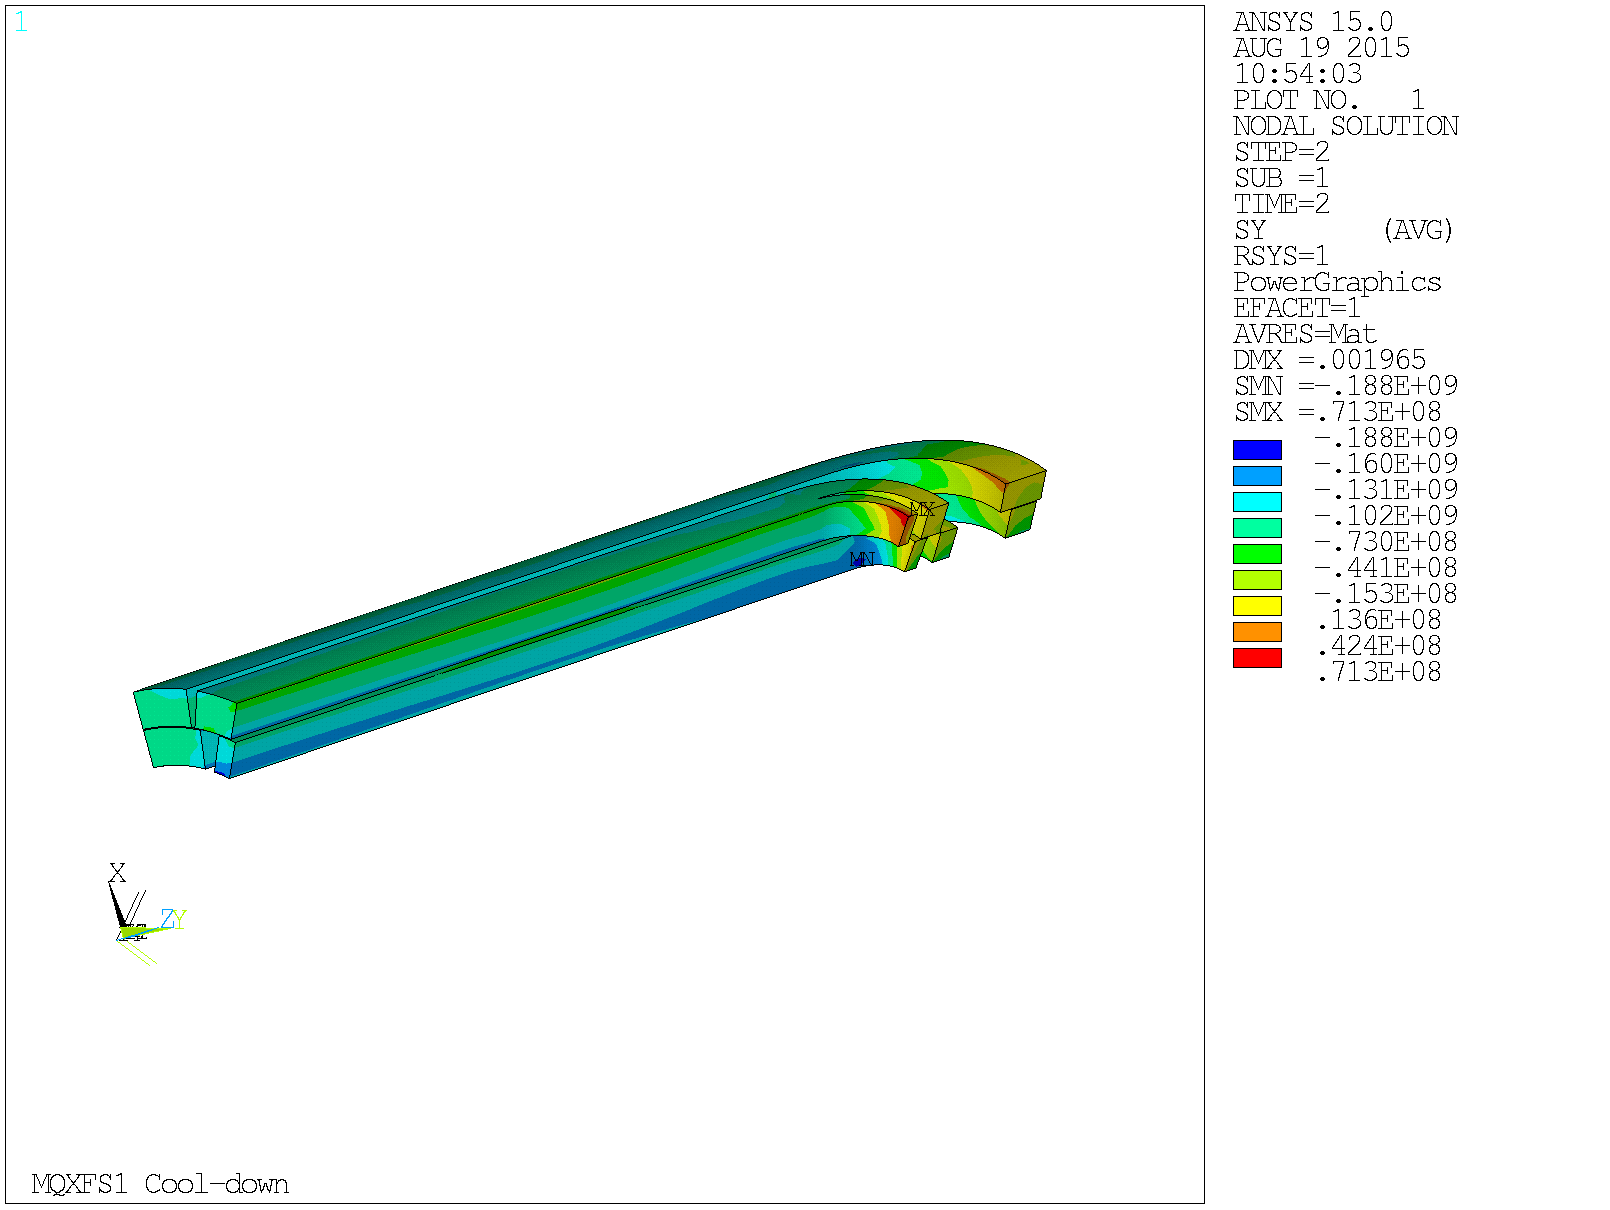 1
ANSYS 15.0
AUG 19 2015
10:54:03
PLOT NO. 1
NODAL SOLUTION
STEP=2
SUB =1
TIME=2
SY (AVG)
RSYS=1
PowerGraphics
EFACET=1
AVRES=Mat
DMX =.001965
SMN =-.188E+09
SMX =.713E+08
-.188E+09
-.160E+09
-.131E+09
-.102E+09
-.730E+08
-.441E+08
-.153E+08
.136E+08
.424E+08
.713E+08
MX
MN
X
ZY
MQXFS1 Cool-down